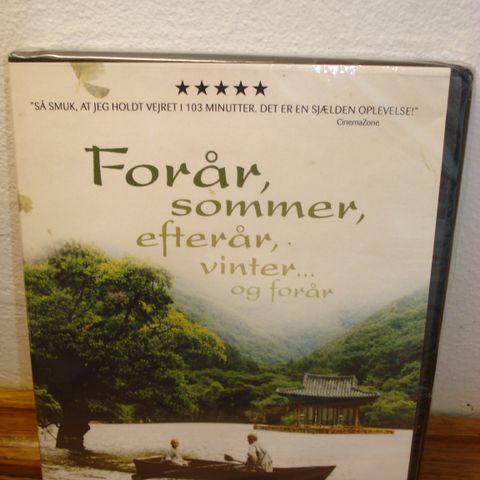 "SÅ SMUK, AT JEG HOLDT VEJRET I 103 MINUTTER. DET ER EN SJÆLDEN OPLEVELSE!"
CinemaZone
Forår,
sommer,
efterår,
vinter...
og forår